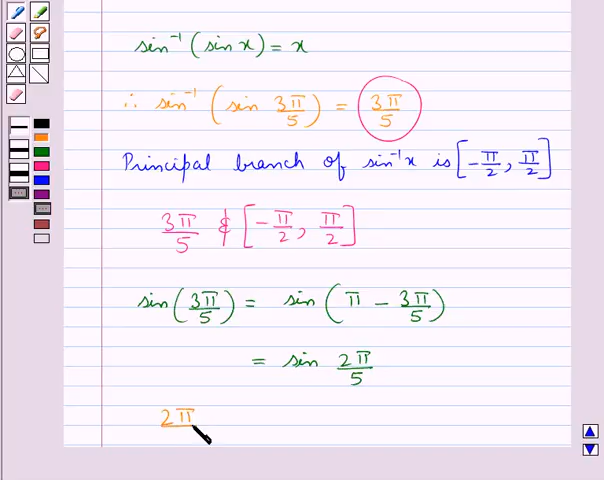 sin⁻¹ (sin x) = x
∴ sin⁻¹ (sin 3π/5) = 3π/5
Principal branch of sin⁻¹x is [-π/2, π/2]
3π/5 ∉ [-π/2, π/2]
sin(3π/5) = sin(π - 3π/5)
= sin 2π/5
2π